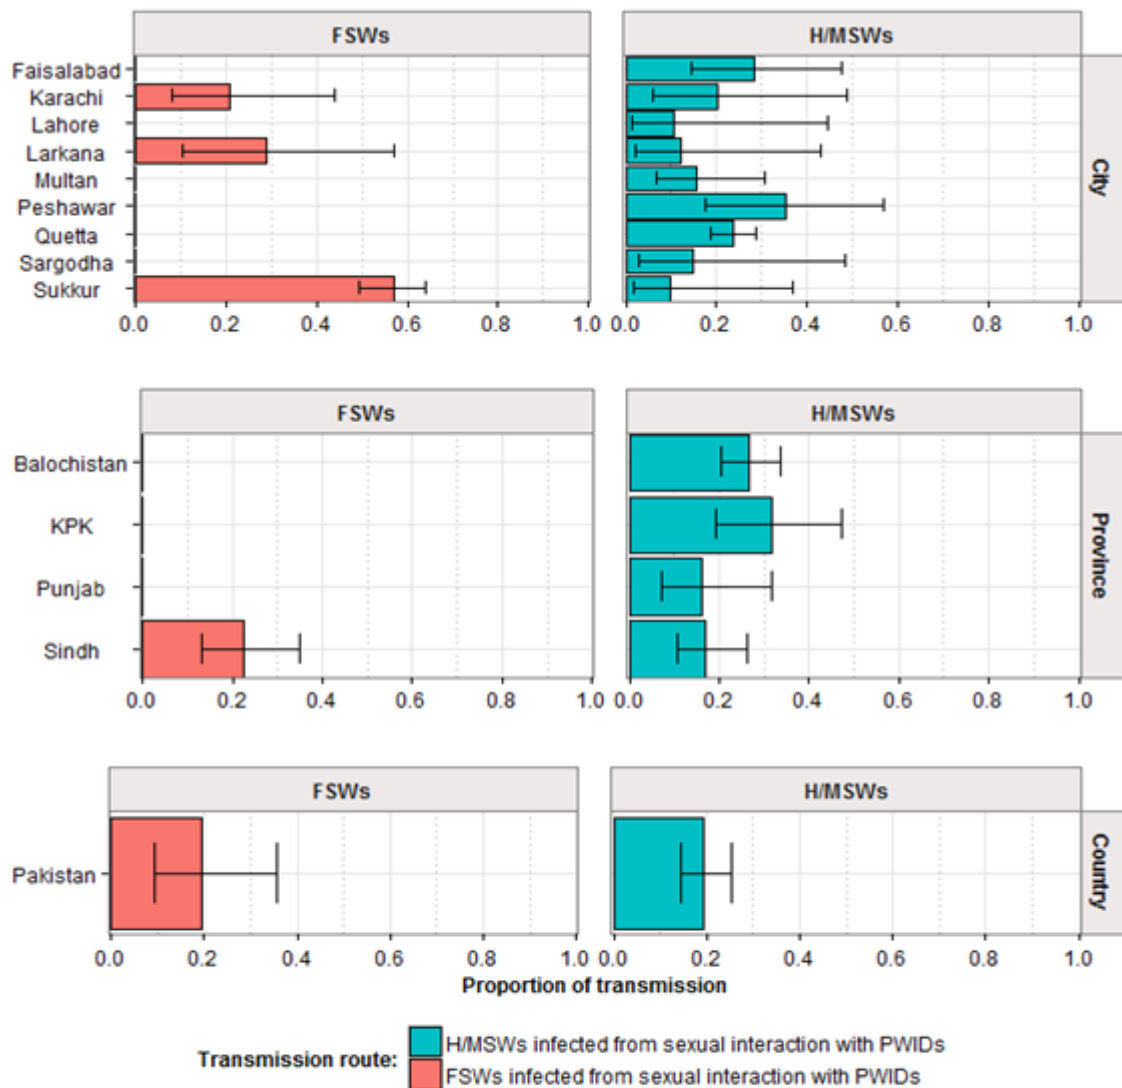 FSWs H/MSWs
Faisalabad
Karachi
Lahore
Larkana
Multan
Peshawar
Quetta
Sargodha
Sukkur
City
0.0 0.2 0.4 0.6 0.8 1.0 0.0 0.2 0.4 0.6 0.8 1.0
FSWs H/MSWs
Balochistan
KPK
Punjab
Sindh
Province
0.0 0.2 0.4 0.6 0.8 1.0 0.0 0.2 0.4 0.6 0.8 1.0
FSWs H/MSWs
Pakistan
Country
0.0 0.2 0.4 0.6 0.8 1.0 0.0 0.2 0.4 0.6 0.8 1.0
Proportion of transmission
Transmission route:
H/MSWs infected from sexual interaction with PWIDs
FSWs infected from sexual interaction with PWIDs